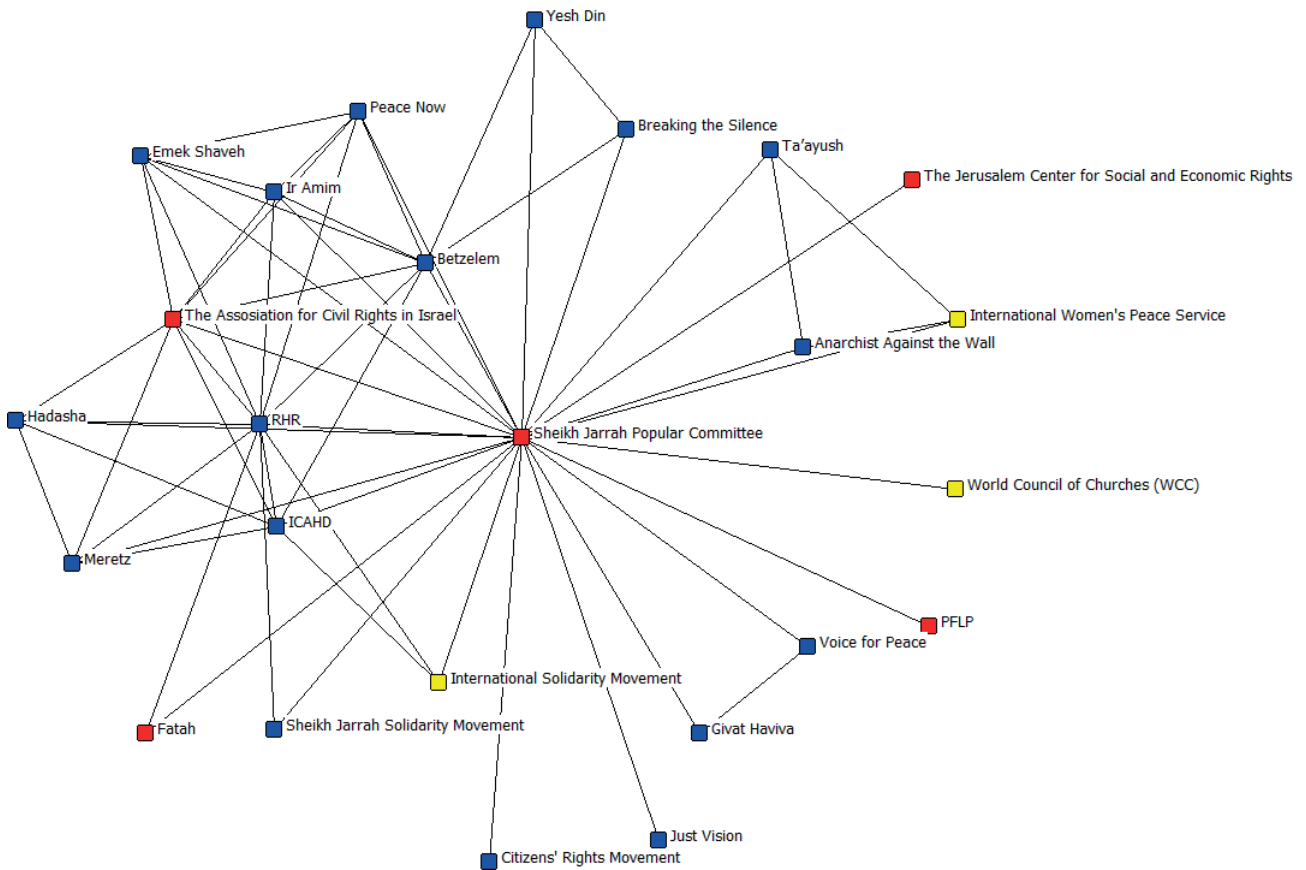 Yesh Din
Peace Now
Breaking the Silence
Emek Shaveh
Ta'ayush
The Jerusalem Center for Social and Economic Rights
Ir Amim
Betzelem
The Assosiation for Civil Rights in Israel
International Women's Peace Service
Anarchist Against the Wall
Hadasha
RHR
Sheikh Jarrah Popular Committee
World Council of Churches (WCC)
ICAHD
Meretz
PFLP
Voice for Peace
International Solidarity Movement
Fatah
Sheikh Jarrah Solidarity Movement
Givat Haviva
Just Vision
Citizens' Rights Movement